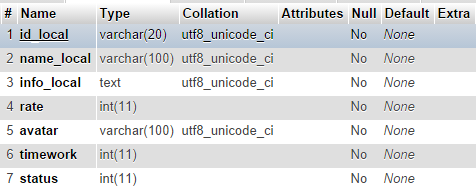 # Name Type Collation Attributes Null Default Extra
1 id_local varchar(20) utf8_unicode_ci No None
2 name_local varchar(100) utf8_unicode_ci No None
3 info_local text utf8_unicode_ci No None
4 rate int(11) No None
5 avatar varchar(100) utf8_unicode_ci No None
6 timework int(11) No None
7 status int(11) No None